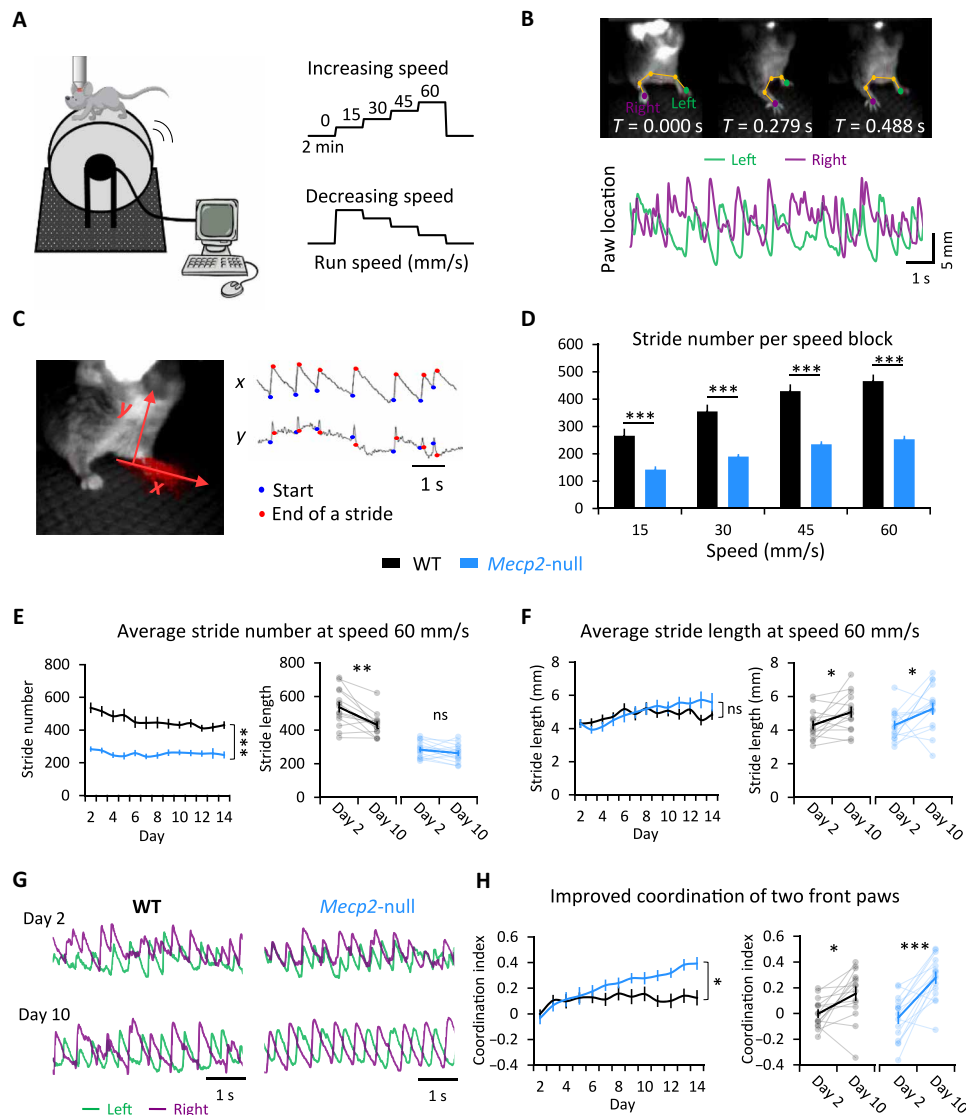 A
Increasing speed
0
15
30
45
60
2 min
Decreasing speed
Run speed (mm/s)
B
Right
Left
T = 0.000 s
T = 0.279 s
T = 0.488 s
Left
Right
Paw location
5 mm
1 s
C
y
x
x
y
1 s
Start
End of a stride
D
Stride number per speed block
600
500
400
300
200
100
0
***
***
***
***
15
30
45
60
Speed (mm/s)
WT
Mecp2-null
E
Average stride number at speed 60 mm/s
Stride number
800
600
400
200
0
***
2 4 6 8 10 12 14
Day
Stride length
800
600
400
200
0
**
ns
Day 2
Day 10
Day 2
Day 10
F
Average stride length at speed 60 mm/s
Stride length (mm)
8
6
4
2
0
ns
2 4 6 8 10 12 14
Day
Stride length (mm)
8
6
4
2
0
*
*
Day 2
Day 10
Day 2
Day 10
G
WT
Mecp2-null
Day 2
Day 10
1 s
1 s
Left
Right
H
Improved coordination of two front paws
Coordination index
0.6
0.4
0.2
0
−0.2
−0.4
*
2 4 6 8 10 12 14
Day
Coordination index
0.6
0.4
0.2
0
−0.2
−0.4
*
***
Day 2
Day 10
Day 2
Day 10